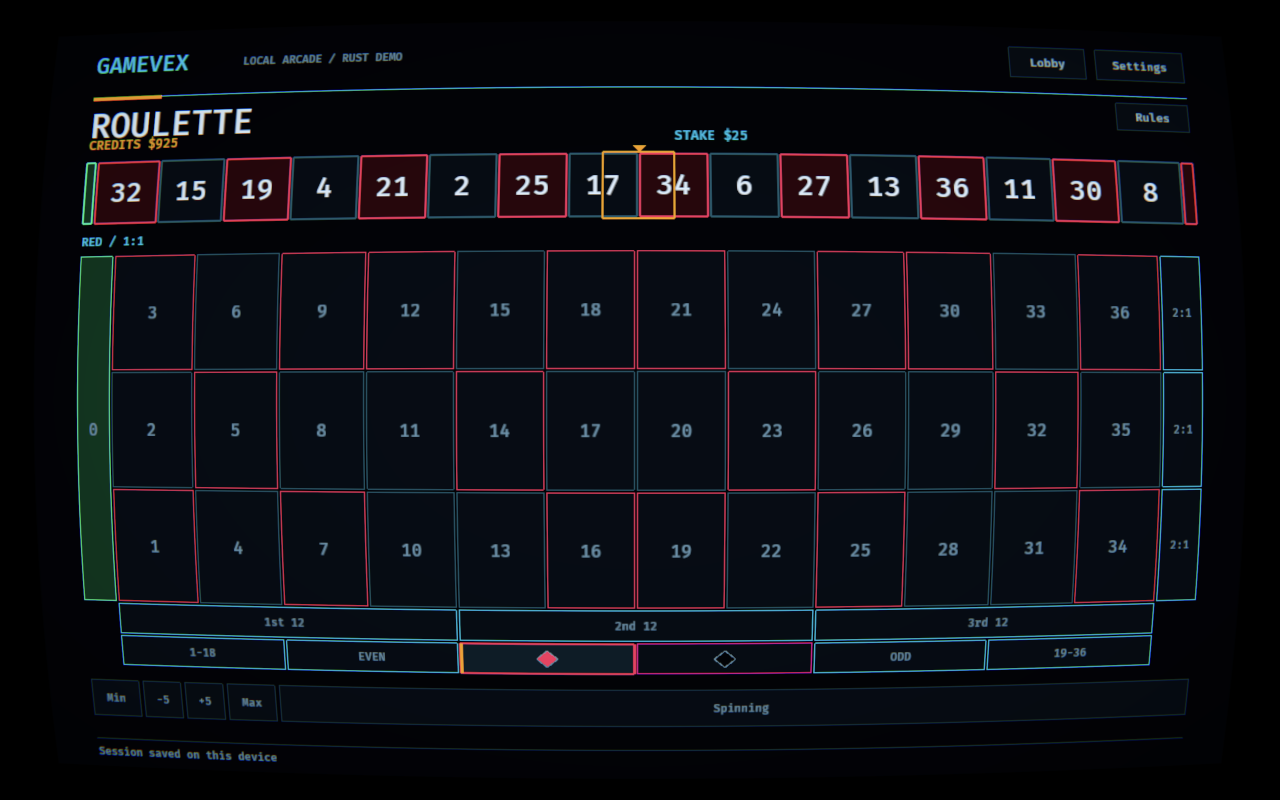 GAMEVEX LOCAL ARCADE / RUST DEMO Lobby Settings
ROULETTE Rules
CREDITS $925 STAKE $25
32 15 19 4 21 2 25 17 34 6 27 13 36 11 30 8
RED / 1:1
3 6 9 12 15 18 21 24 27 30 33 36 2:1
0 2 5 8 11 14 17 20 23 26 29 32 35 2:1
1 4 7 10 13 16 19 22 25 28 31 34 2:1
1st 12 2nd 12 3rd 12
1-18 EVEN ODD 19-36
Min -5 +5 Max Spinning
Session saved on this device